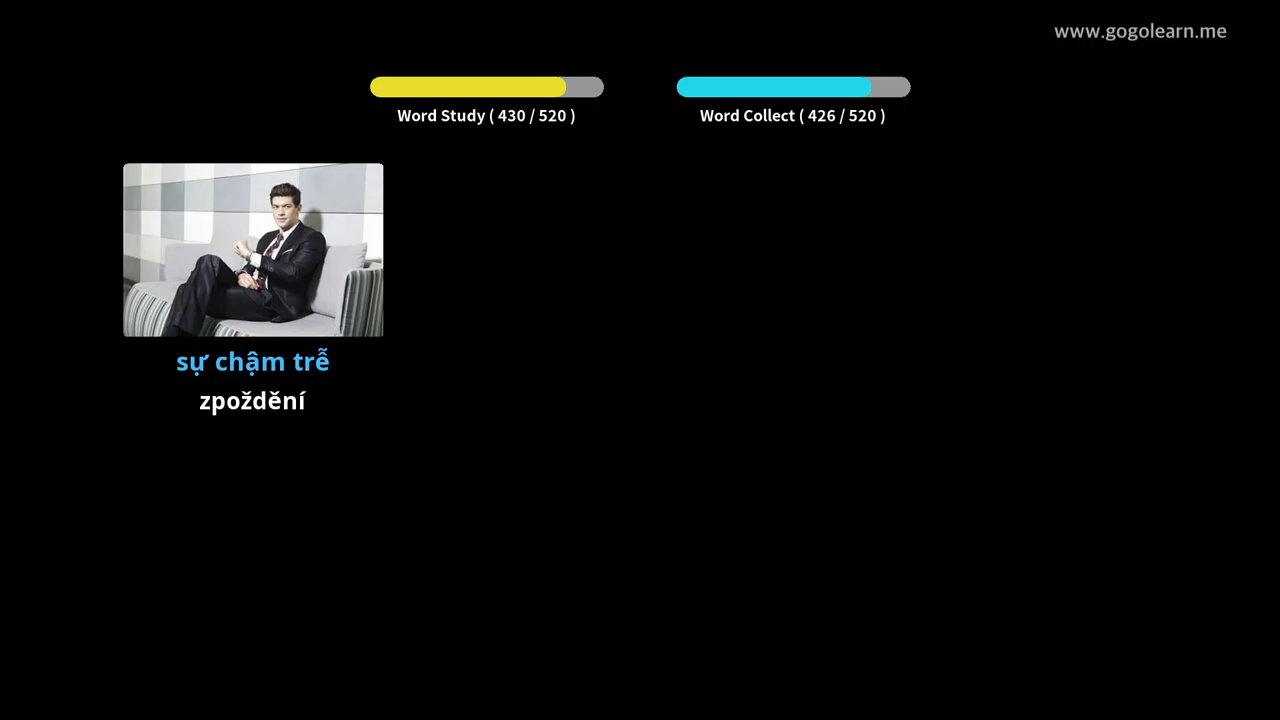 www.gogolearn.me
Word Study ( 430 / 520 )
Word Collect ( 426 / 520 )
sự chậm trễ
zpoždění